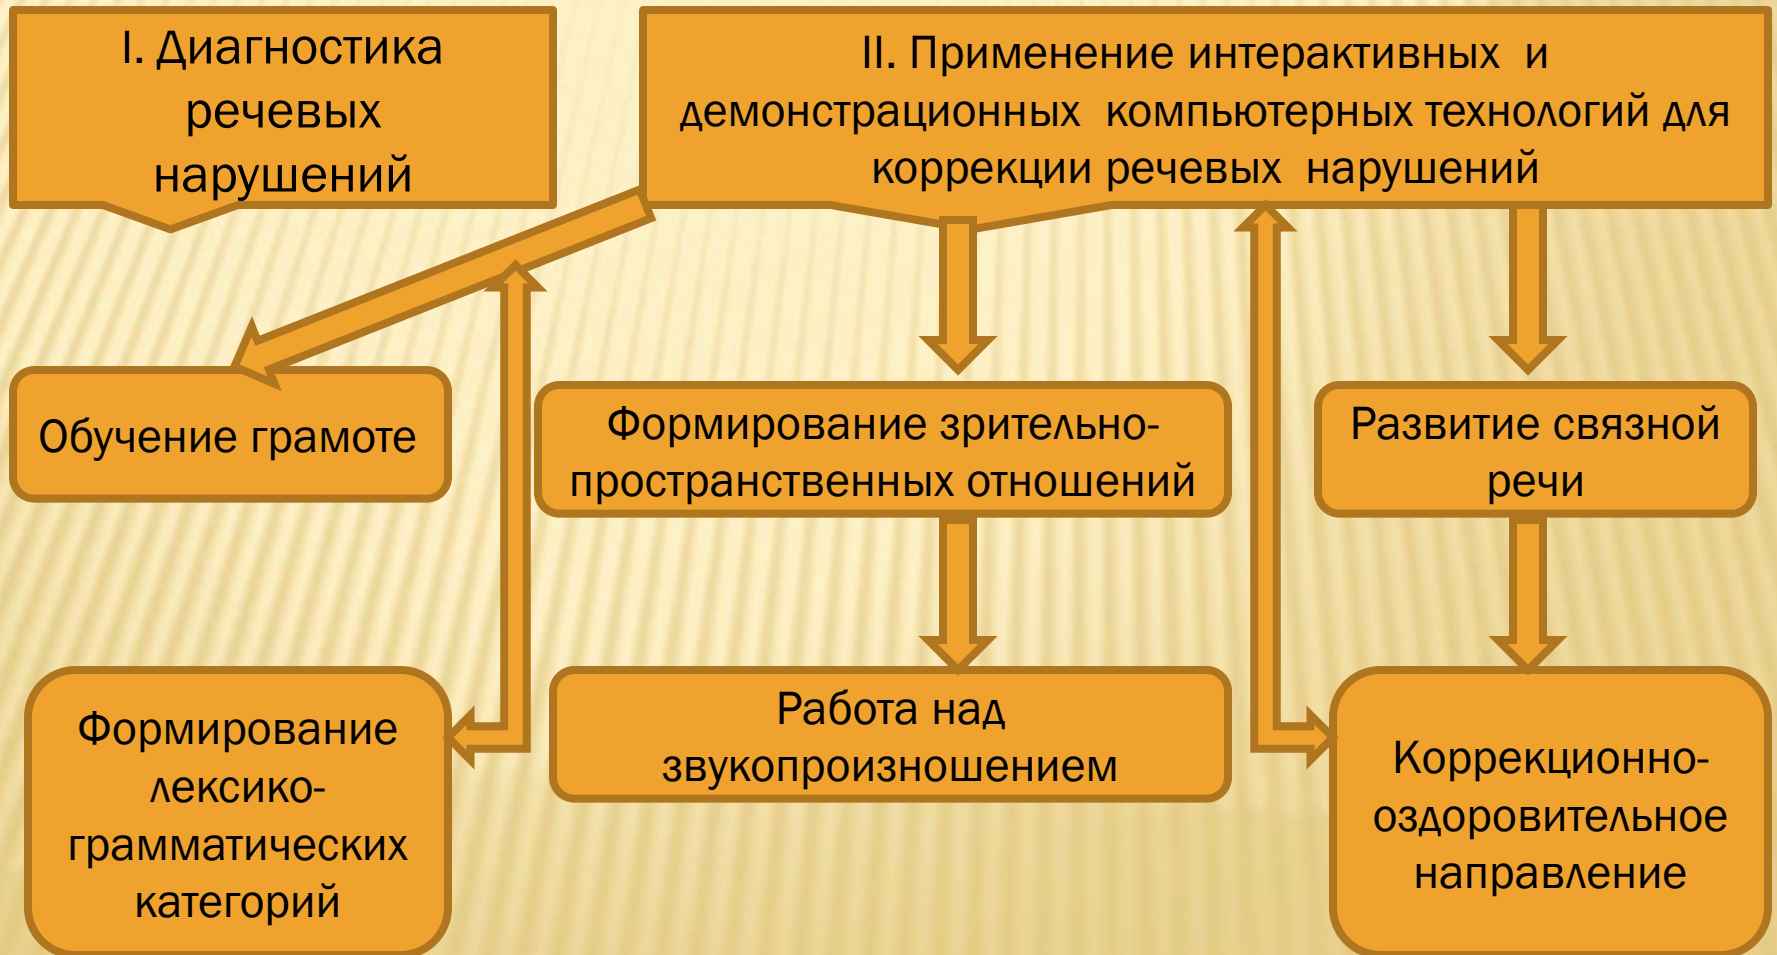 I. Диагностика
речевых
нарушений
II. Применение интерактивных и
демонстрационных компьютерных технологий для
коррекции речевых нарушений
Обучение грамоте
Формирование зрительно-
пространственных отношений
Развитие связной
речи
Формирование
лексико-
грамматических
категорий
Работа над
звукопроизношением
Коррекционно-
оздоровительное
направление